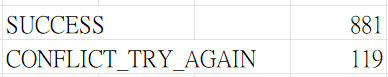 SUCCESS 881
CONFLICT_TRY_AGAIN 119